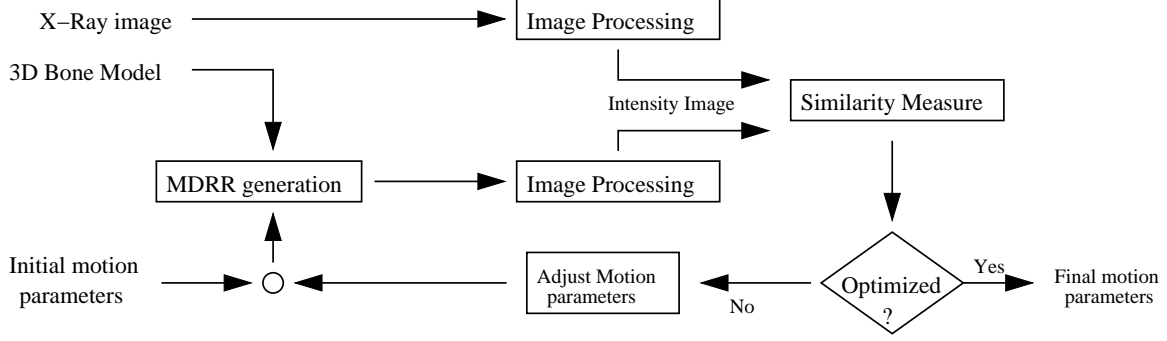 X-Ray image
Image Processing
3D Bone Model
Intensity Image
Similarity Measure
MDRR generation
Image Processing
Initial motion
parameters
Adjust Motion
parameters
No
Optimized
?
Yes
Final motion
parameters